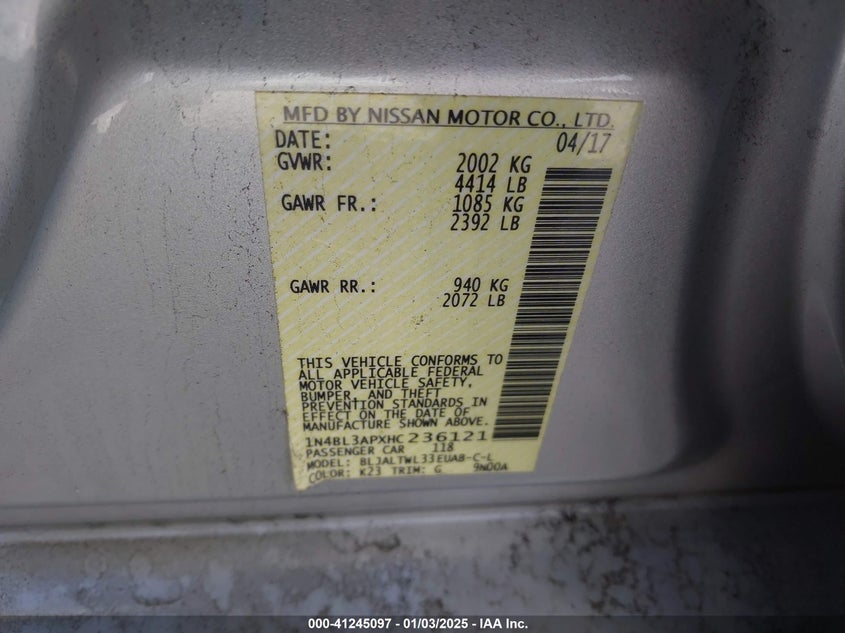 MFD BY NISSAN MOTOR CO., LTD.
DATE: 04/17
GVWR: 2002 KG
4414 LB
GAWR FR.: 1085 KG
2392 LB
GAWR RR.: 940 KG
2072 LB
THIS VEHICLE CONFORMS TO
ALL APPLICABLE FEDERAL
MOTOR VEHICLE SAFETY,
BUMPER, AND THEFT
PREVENTION STANDARDS IN
EFFECT ON THE DATE OF
MANUFACTURE SHOWN ABOVE.
1N4BL3APXHC236121
PASSENGER CAR 118
MODEL: BLJALTWL33EUAB-C-L
COLOR: K23 TRIM: G 9N00A
000-41245097 - 01/03/2025 - IAA Inc.